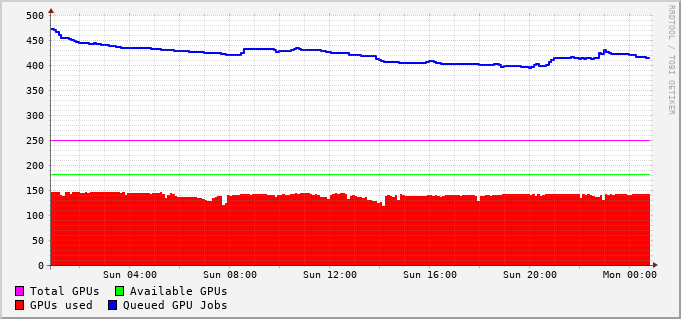 500
450
400
350
300
250
200
150
100
50
0
Sun 04:00 Sun 08:00 Sun 12:00 Sun 16:00 Sun 20:00 Mon 00:00
Total GPUs Available GPUs
GPUs used Queued GPU Jobs
RRDTOOL / TOBI OETIKER